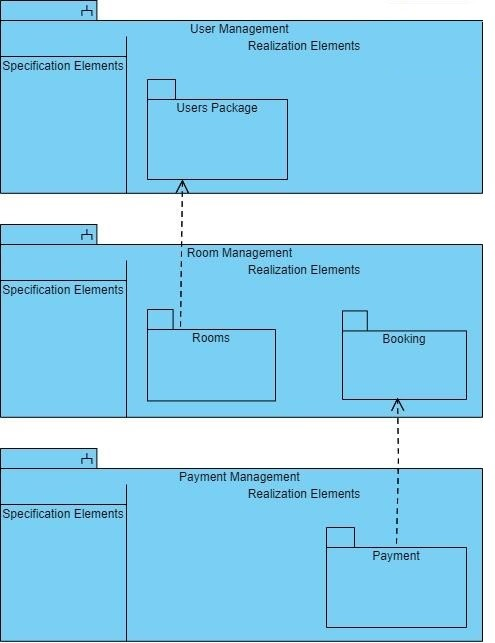 User Management
Realization Elements
Specification Elements
Users Package
Room Management
Realization Elements
Specification Elements
Rooms
Booking
Payment Management
Realization Elements
Specification Elements
Payment